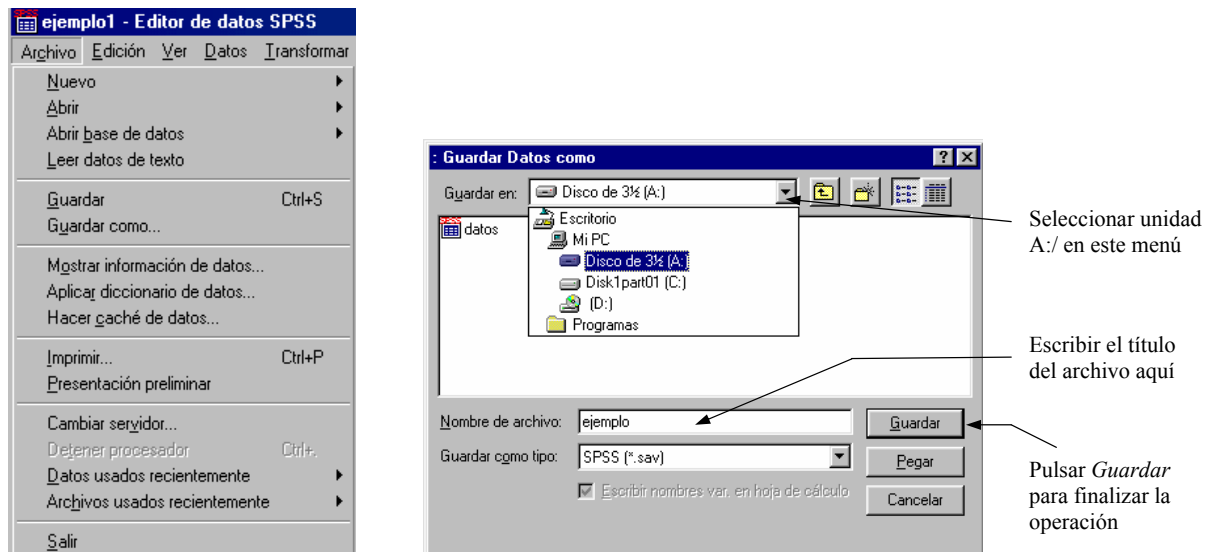 ejemplo1 - Editor de datos SPSS
Archivo Edición Ver Datos Transformar
Nuevo
Abrir
Abrir base de datos
Leer datos de texto
Guardar Ctrl+S
Guardar como...
Mostrar información de datos...
Aplicar diccionario de datos...
Hacer caché de datos...
Imprimir... Ctrl+P
Presentación preliminar
Cambiar servidor...
Detener procesador Ctrl+.
Datos usados recientemente
Archivos usados recientemente
Salir
: Guardar Datos como
Guardar en: Disco de 3½ (A:)
datos
Escritorio
Mi PC
Disco de 3½ (A:
Disk1part01 (C:)
(D:)
Programas
Nombre de archivo: ejemplo Guardar
Guardar como tipo: SPSS (*.sav) Pegar
Escribir nombres var. en hoja de cálculo Cancelar
Seleccionar unidad
A:/ en este menú
Escribir el título
del archivo aquí
Pulsar Guardar
para finalizar la
operación